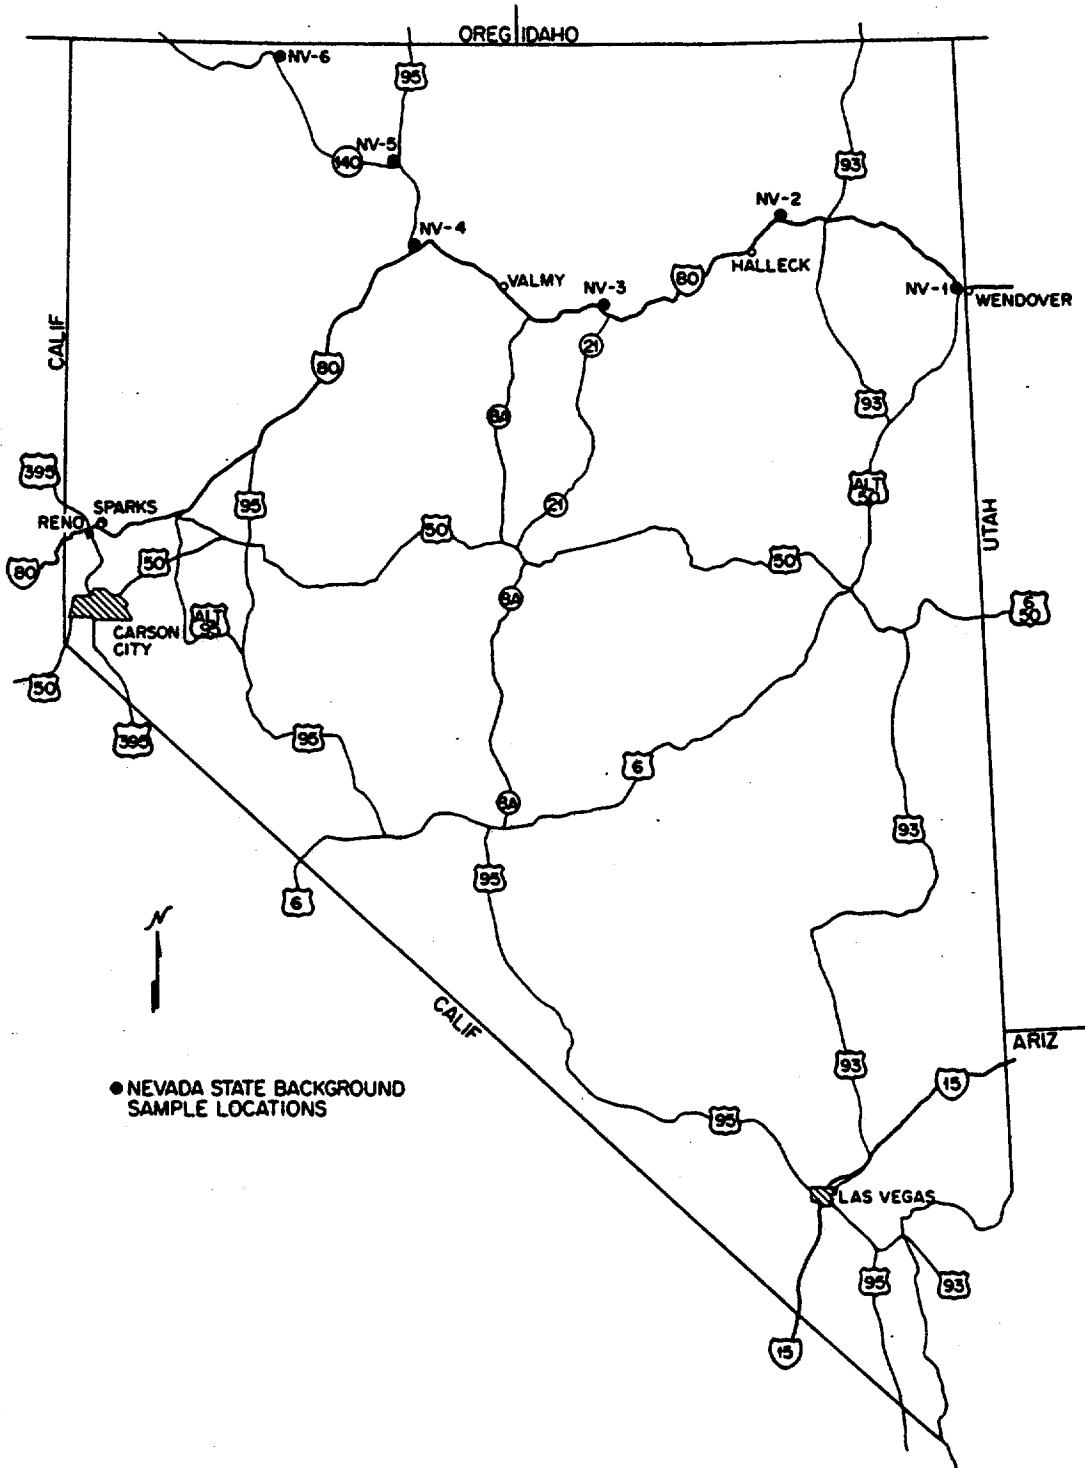 OREG IDAHO
NV-6
95
NV-5
140
93
NV-2
NV-4
HALLECK
VALMY
NV-3
80
NV-1
WENDOVER
CALIF
21
80
93
8A
395
SPARKS
95
21
ALT 50
RENO
50
UTAH
80
50
50
8A
6 50
ALT 95
CARSON
CITY
50
395
95
6
8A
93
95
6
N
CALIF
ARIZ
93
15
NEVADA STATE BACKGROUND
SAMPLE LOCATIONS
95
LAS VEGAS
95
93
15